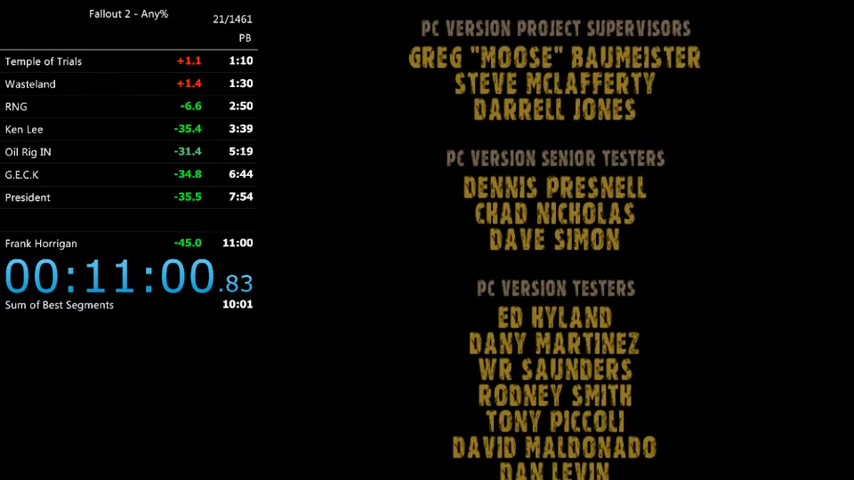 Fallout 2 - Any%
21/1461
PB
Temple of Trials +1.1 1:10
Wasteland +1.4 1:30
RNG -6.6 2:50
Ken Lee -35.4 3:39
Oil Rig IN -31.4 5:19
G.E.C.K -34.8 6:44
President -35.5 7:54
Frank Horrigan -45.0 11:00
00:11:00.83
Sum of Best Segments 10:01
PC VERSION PROJECT SUPERVISORS
GREG "MOOSE" BAUMEISTER
STEVE MCLAFFERTY
DARRELL JONES
PC VERSION SENIOR TESTERS
DENNIS PRESNELL
CHAD NICHOLAS
DAVE SIMON
PC VERSION TESTERS
ED HYLAND
DANY MARTINEZ
WR SAUNDERS
RODNEY SMITH
TONY PICCOLI
DAVID MALDONADO
DAN LEVIN